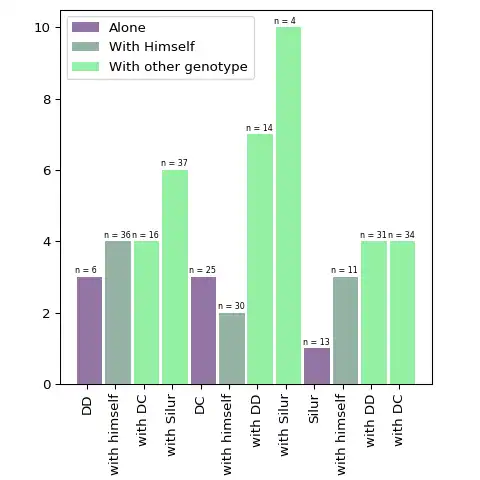 Alone
With Himself
With other genotype
10
8
6
4
2
0
n = 6
n = 36
n = 16
n = 37
n = 25
n = 30
n = 14
n = 4
n = 13
n = 11
n = 31
n = 34
DD
with himself
with DC
with Silur
DC
with himself
with DD
with Silur
Silur
with himself
with DD
with DC